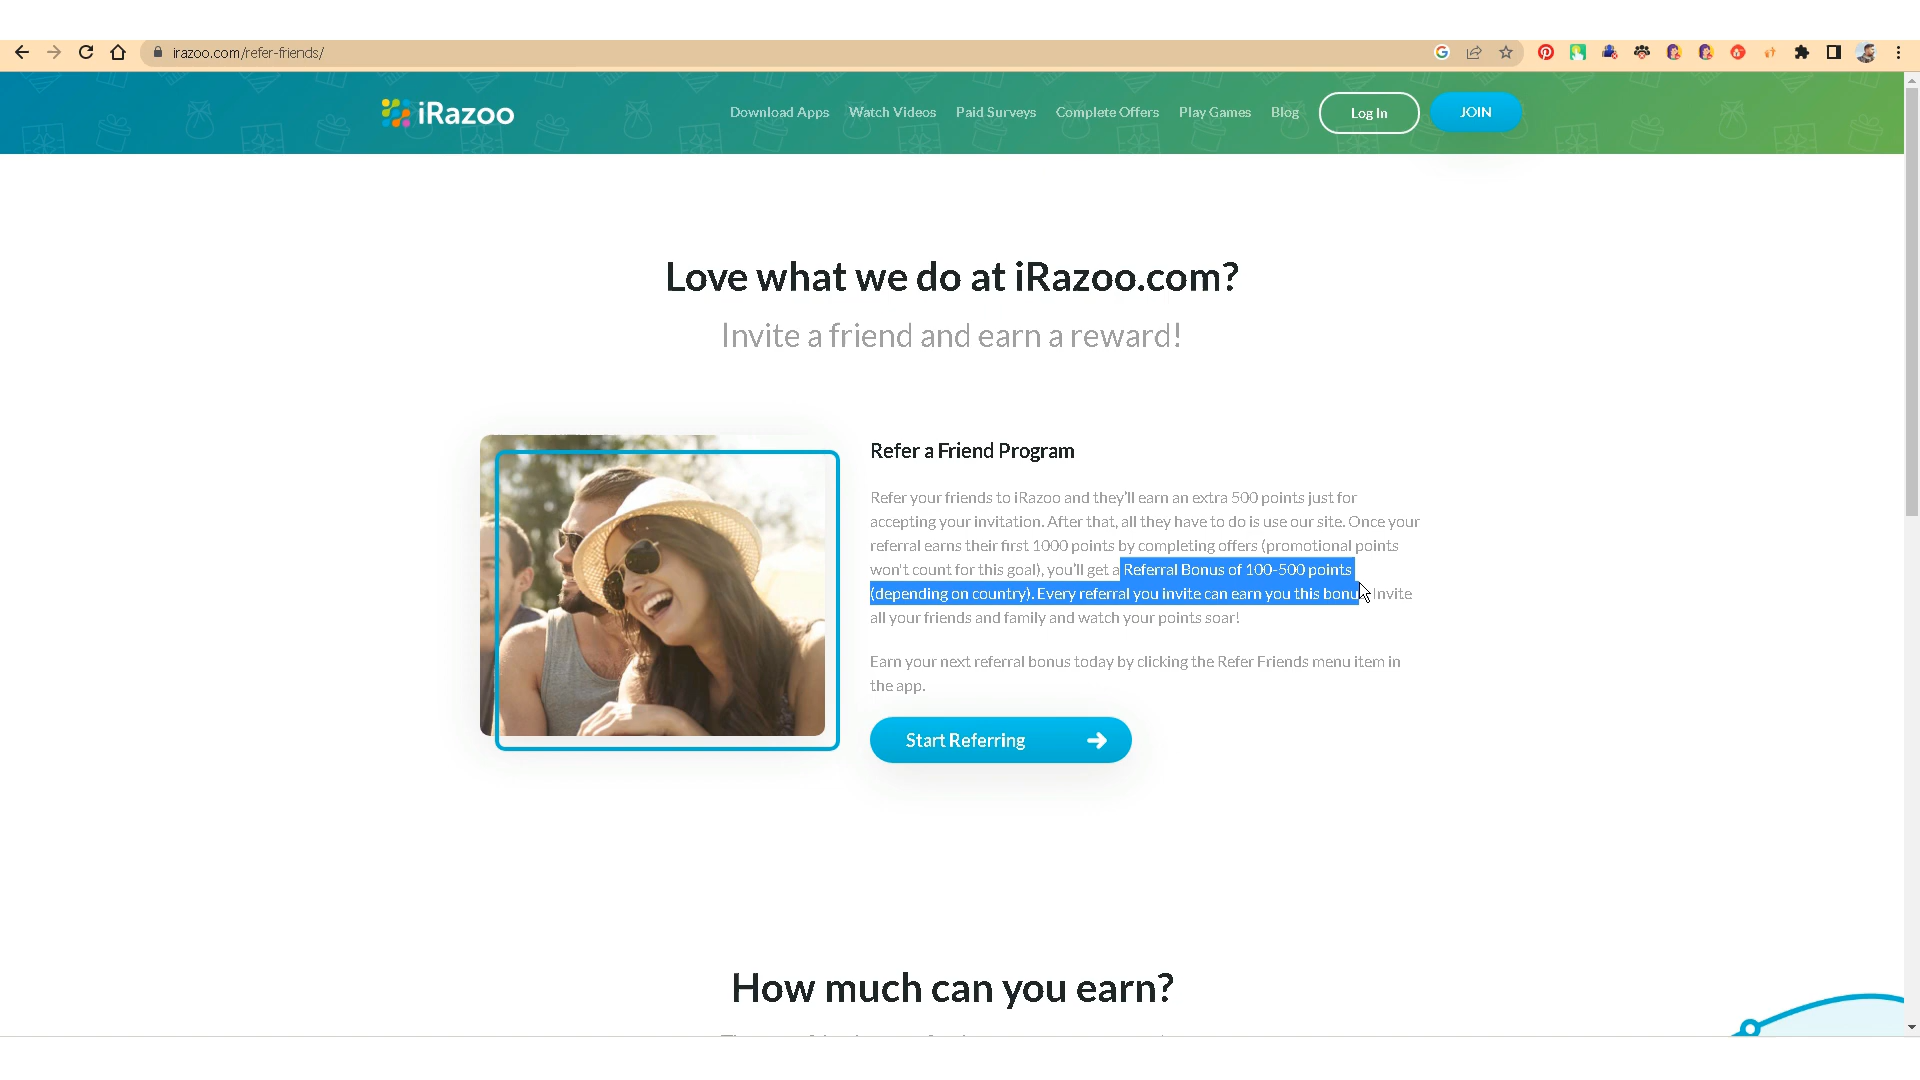 irazoo.com/refer-friends/
iRazoo
Download Apps Watch Videos Paid Surveys Complete Offers Play Games Blog Log In JOIN
Love what we do at iRazoo.com?
Invite a friend and earn a reward!
Refer a Friend Program
Refer your friends to iRazoo and they'll earn an extra 500 points just for
accepting your invitation. After that, all they have to do is use our site. Once your
referral earns their first 1000 points by completing offers (promotional points
won't count for this goal), you'll get a Referral Bonus of 100-500 points
(depending on country). Every referral you invite can earn you this bonu Invite
all your friends and family and watch your points soar!
Earn your next referral bonus today by clicking the Refer Friends menu item in
the app.
Start Referring
How much can you earn?